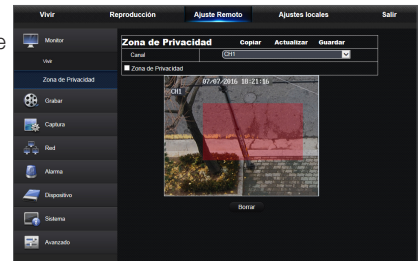 Vivir Reproducción Ajuste Remoto Ajustes locales Salir
e
Monitor
Vivir
Zona de Privacidad
Grabar
Captura
Red
Alarma
Dispositivo
Sistema
Avanzado
Zona de Privacidad Copiar Actualizar Guardar
Canal CH1
Zona de Privacidad
07/07/2016 18:21:16
CH1
Borrar